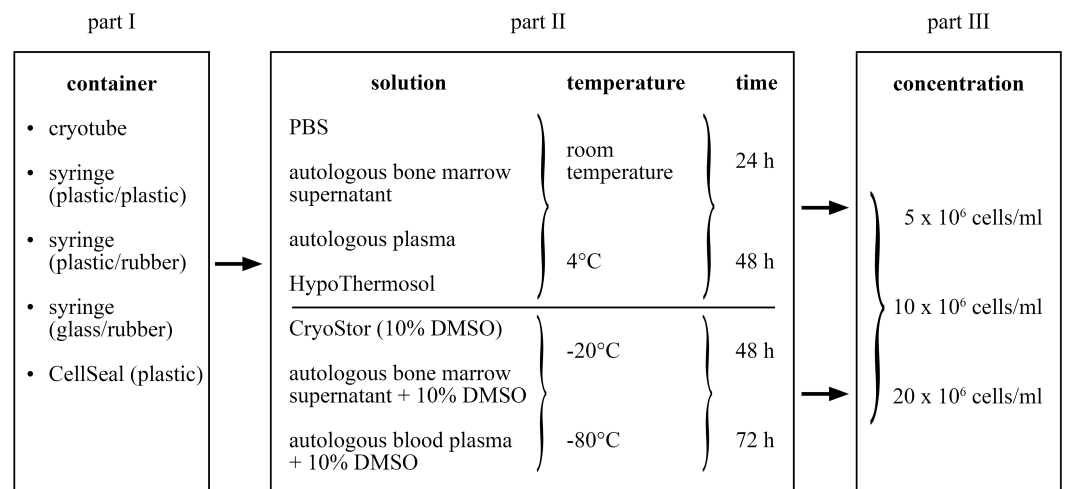 part I
part II
part III
container
• cryotube
• syringe
(plastic/plastic)
• syringe
(plastic/rubber)
• syringe
(glass/rubber)
• CellSeal (plastic)
solution
temperature
time
PBS
autologous bone marrow
supernatant
autologous plasma
HypoThermosol
room
temperature
4°C
24 h
48 h
CryoStor (10% DMSO)
autologous bone marrow
supernatant + 10% DMSO
autologous blood plasma
+ 10% DMSO
-20°C
-80°C
48 h
72 h
concentration
5 x 10⁶ cells/ml
10 x 10⁶ cells/ml
20 x 10⁶ cells/ml